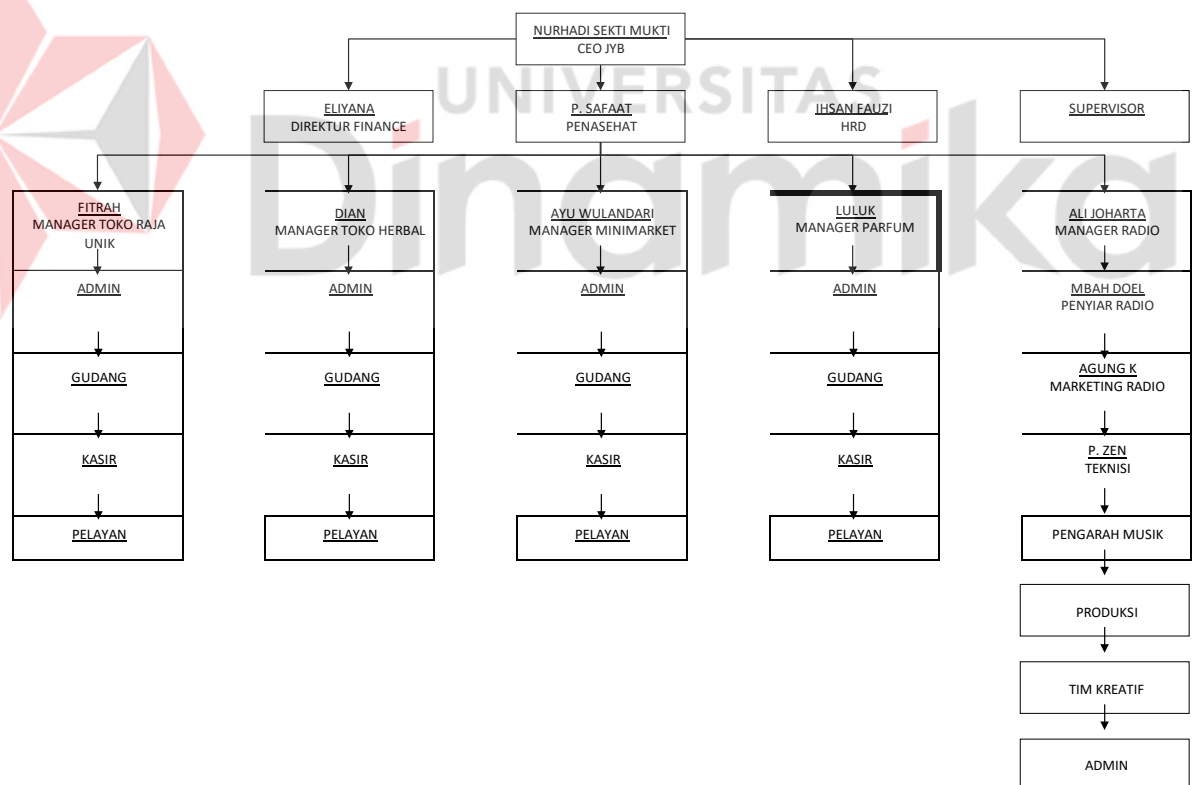 NURHADI SEKTI MUKTI
CEO JYB
UNIVERSITAS
Dinamika
ELIYANA
DIREKTUR FINANCE
P. SAFAAT
PENASEHAT
IHSAN FAUZI
HRD
SUPERVISOR
FITRAH
MANAGER TOKO RAJA
UNIK
DIAN
MANAGER TOKO HERBAL
AYU WULANDARI
MANAGER MINIMARKET
LULUK
MANAGER PARFUM
ALI JOHARTA
MANAGER RADIO
ADMIN
ADMIN
ADMIN
ADMIN
MBAH DOEL
PENYIAR RADIO
GUDANG
GUDANG
GUDANG
GUDANG
AGUNG K
MARKETING RADIO
KASIR
KASIR
KASIR
KASIR
P. ZEN
TEKNISI
PELAYAN
PELAYAN
PELAYAN
PELAYAN
PENGARAH MUSIK
PRODUKSI
TIM KREATIF
ADMIN